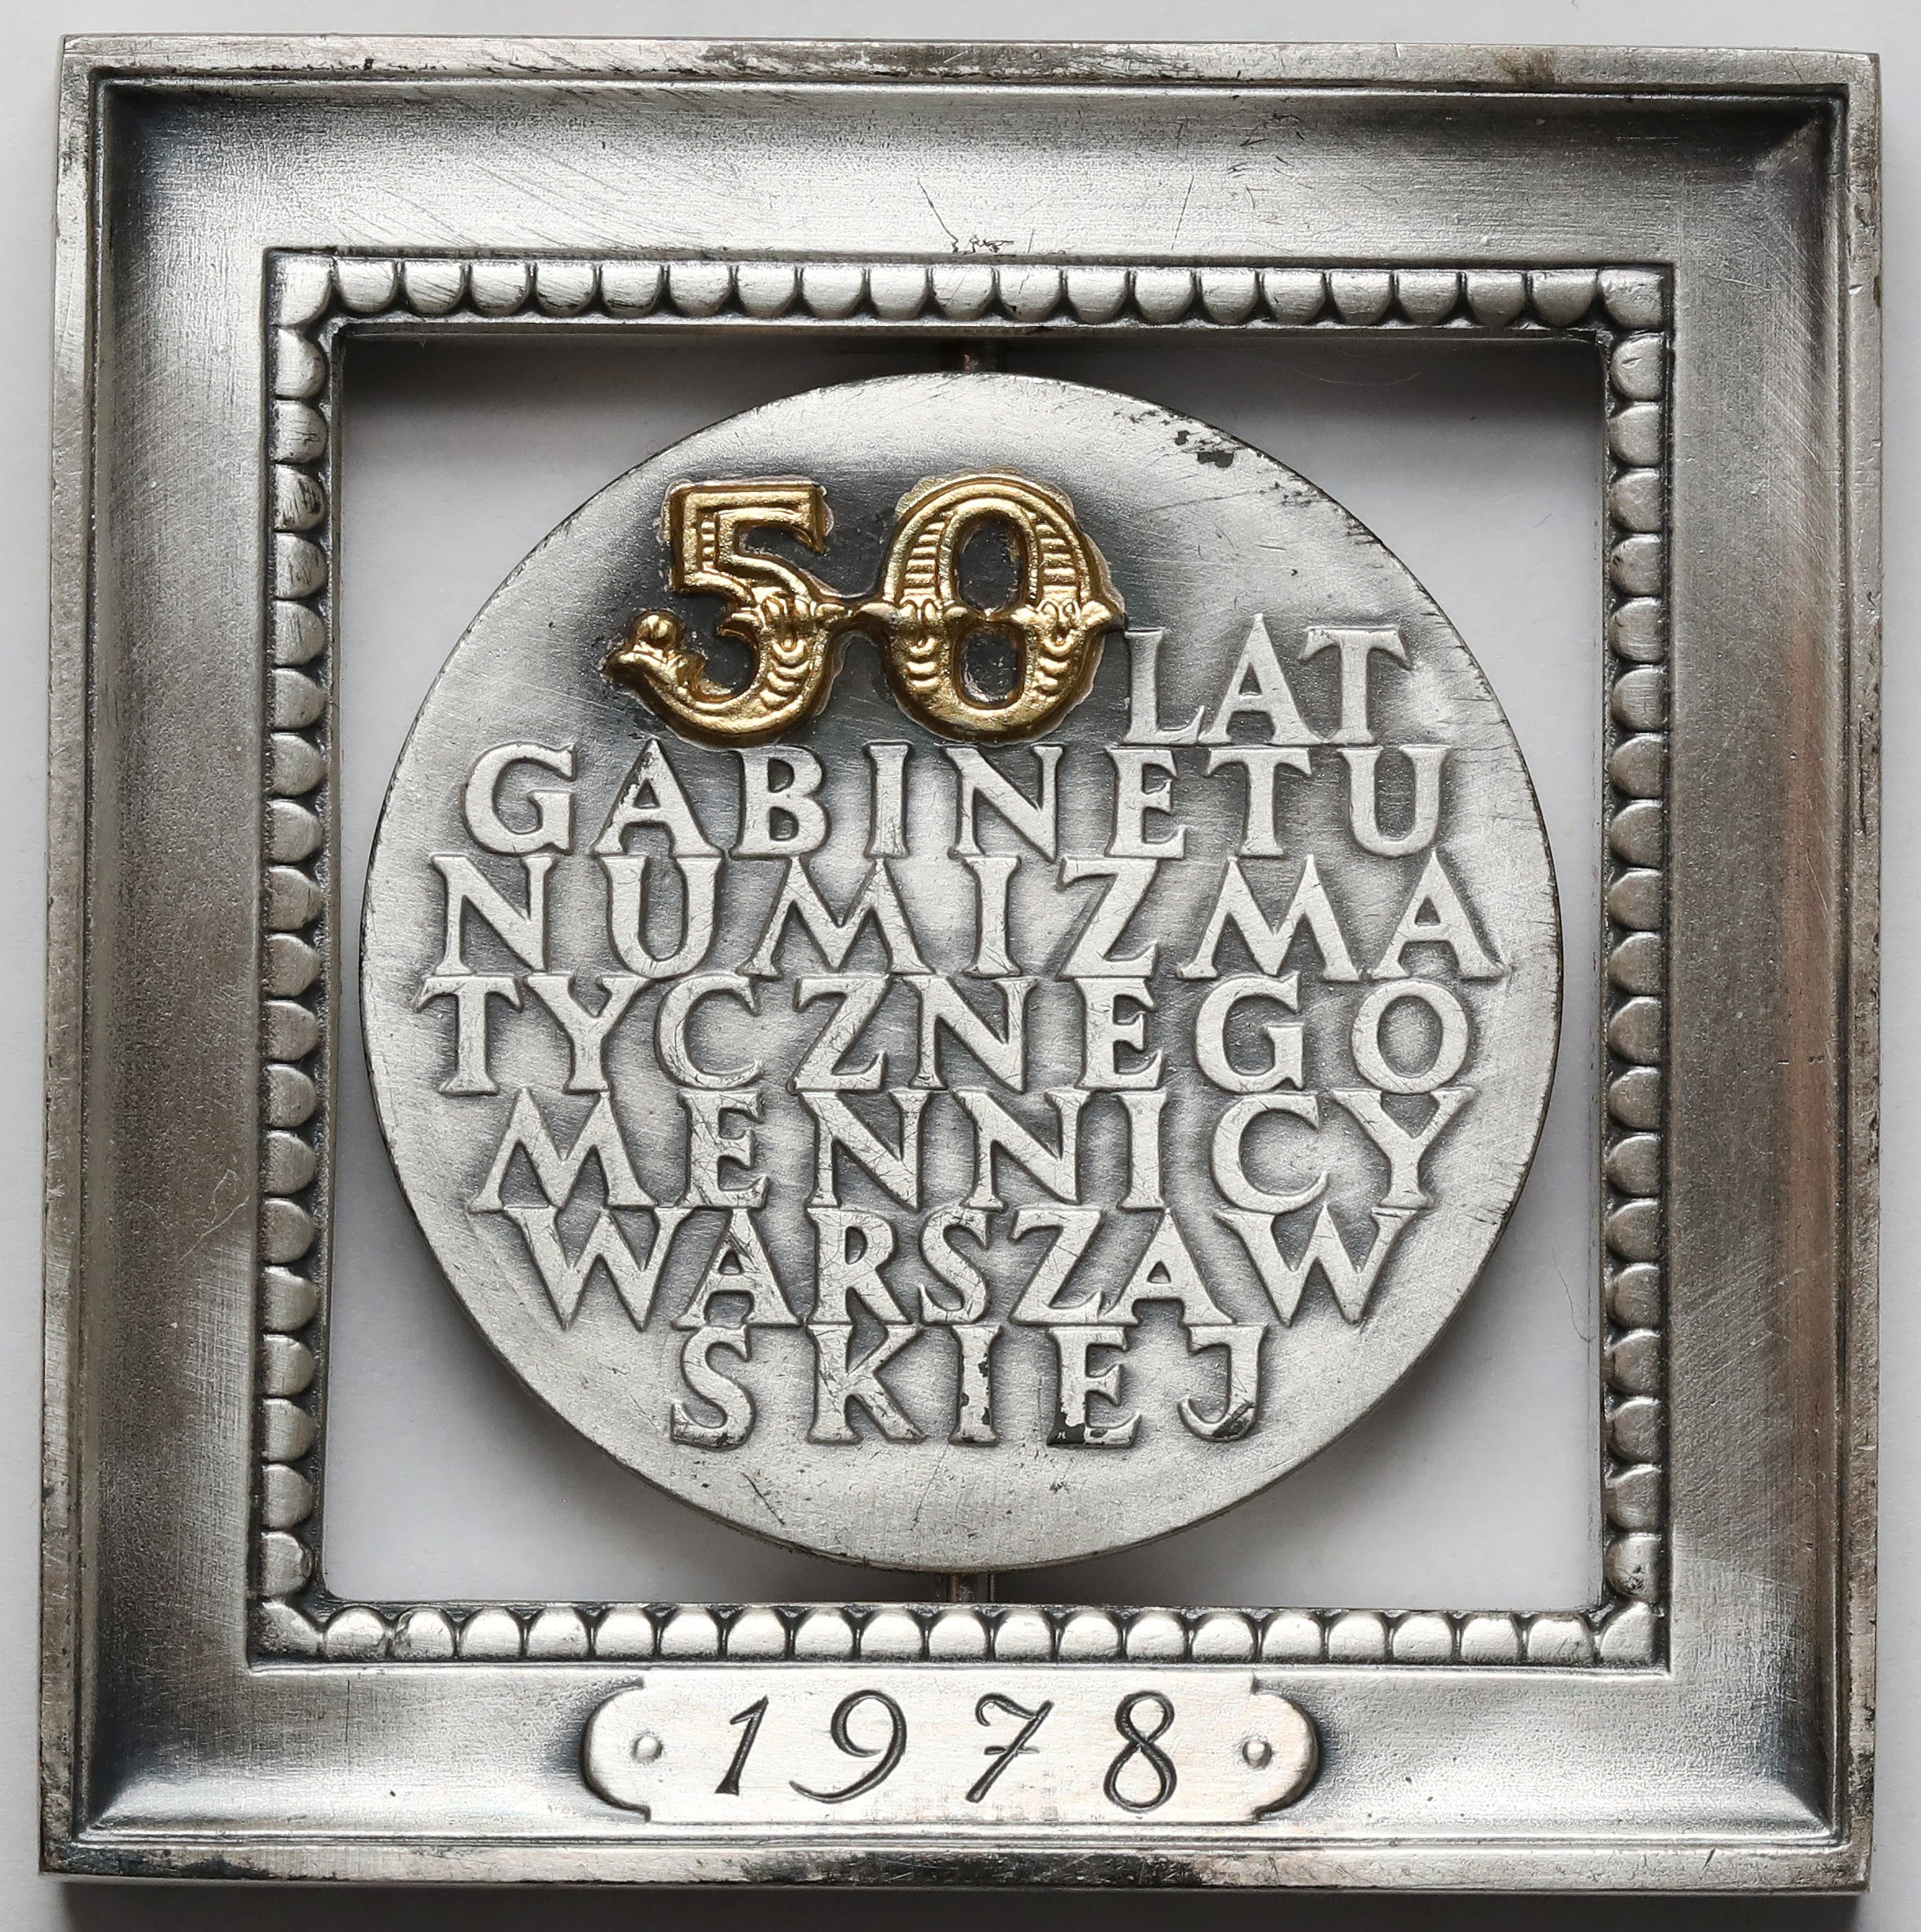 50 LAT
GABINETU
NUMIZMA
TYCZNEGO
MENNICY
WARSZAW
SKIEJ
1978